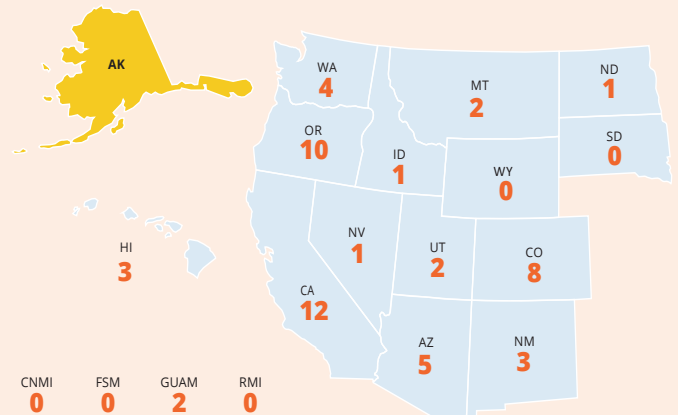 AK
WA
4
MT
2
ND
1
OR
10
ID
1
SD
0
WY
0
HI
3
NV
1
UT
2
CO
8
CA
12
AZ
5
NM
3
CNMI
0
FSM
0
GUAM
2
RMI
0